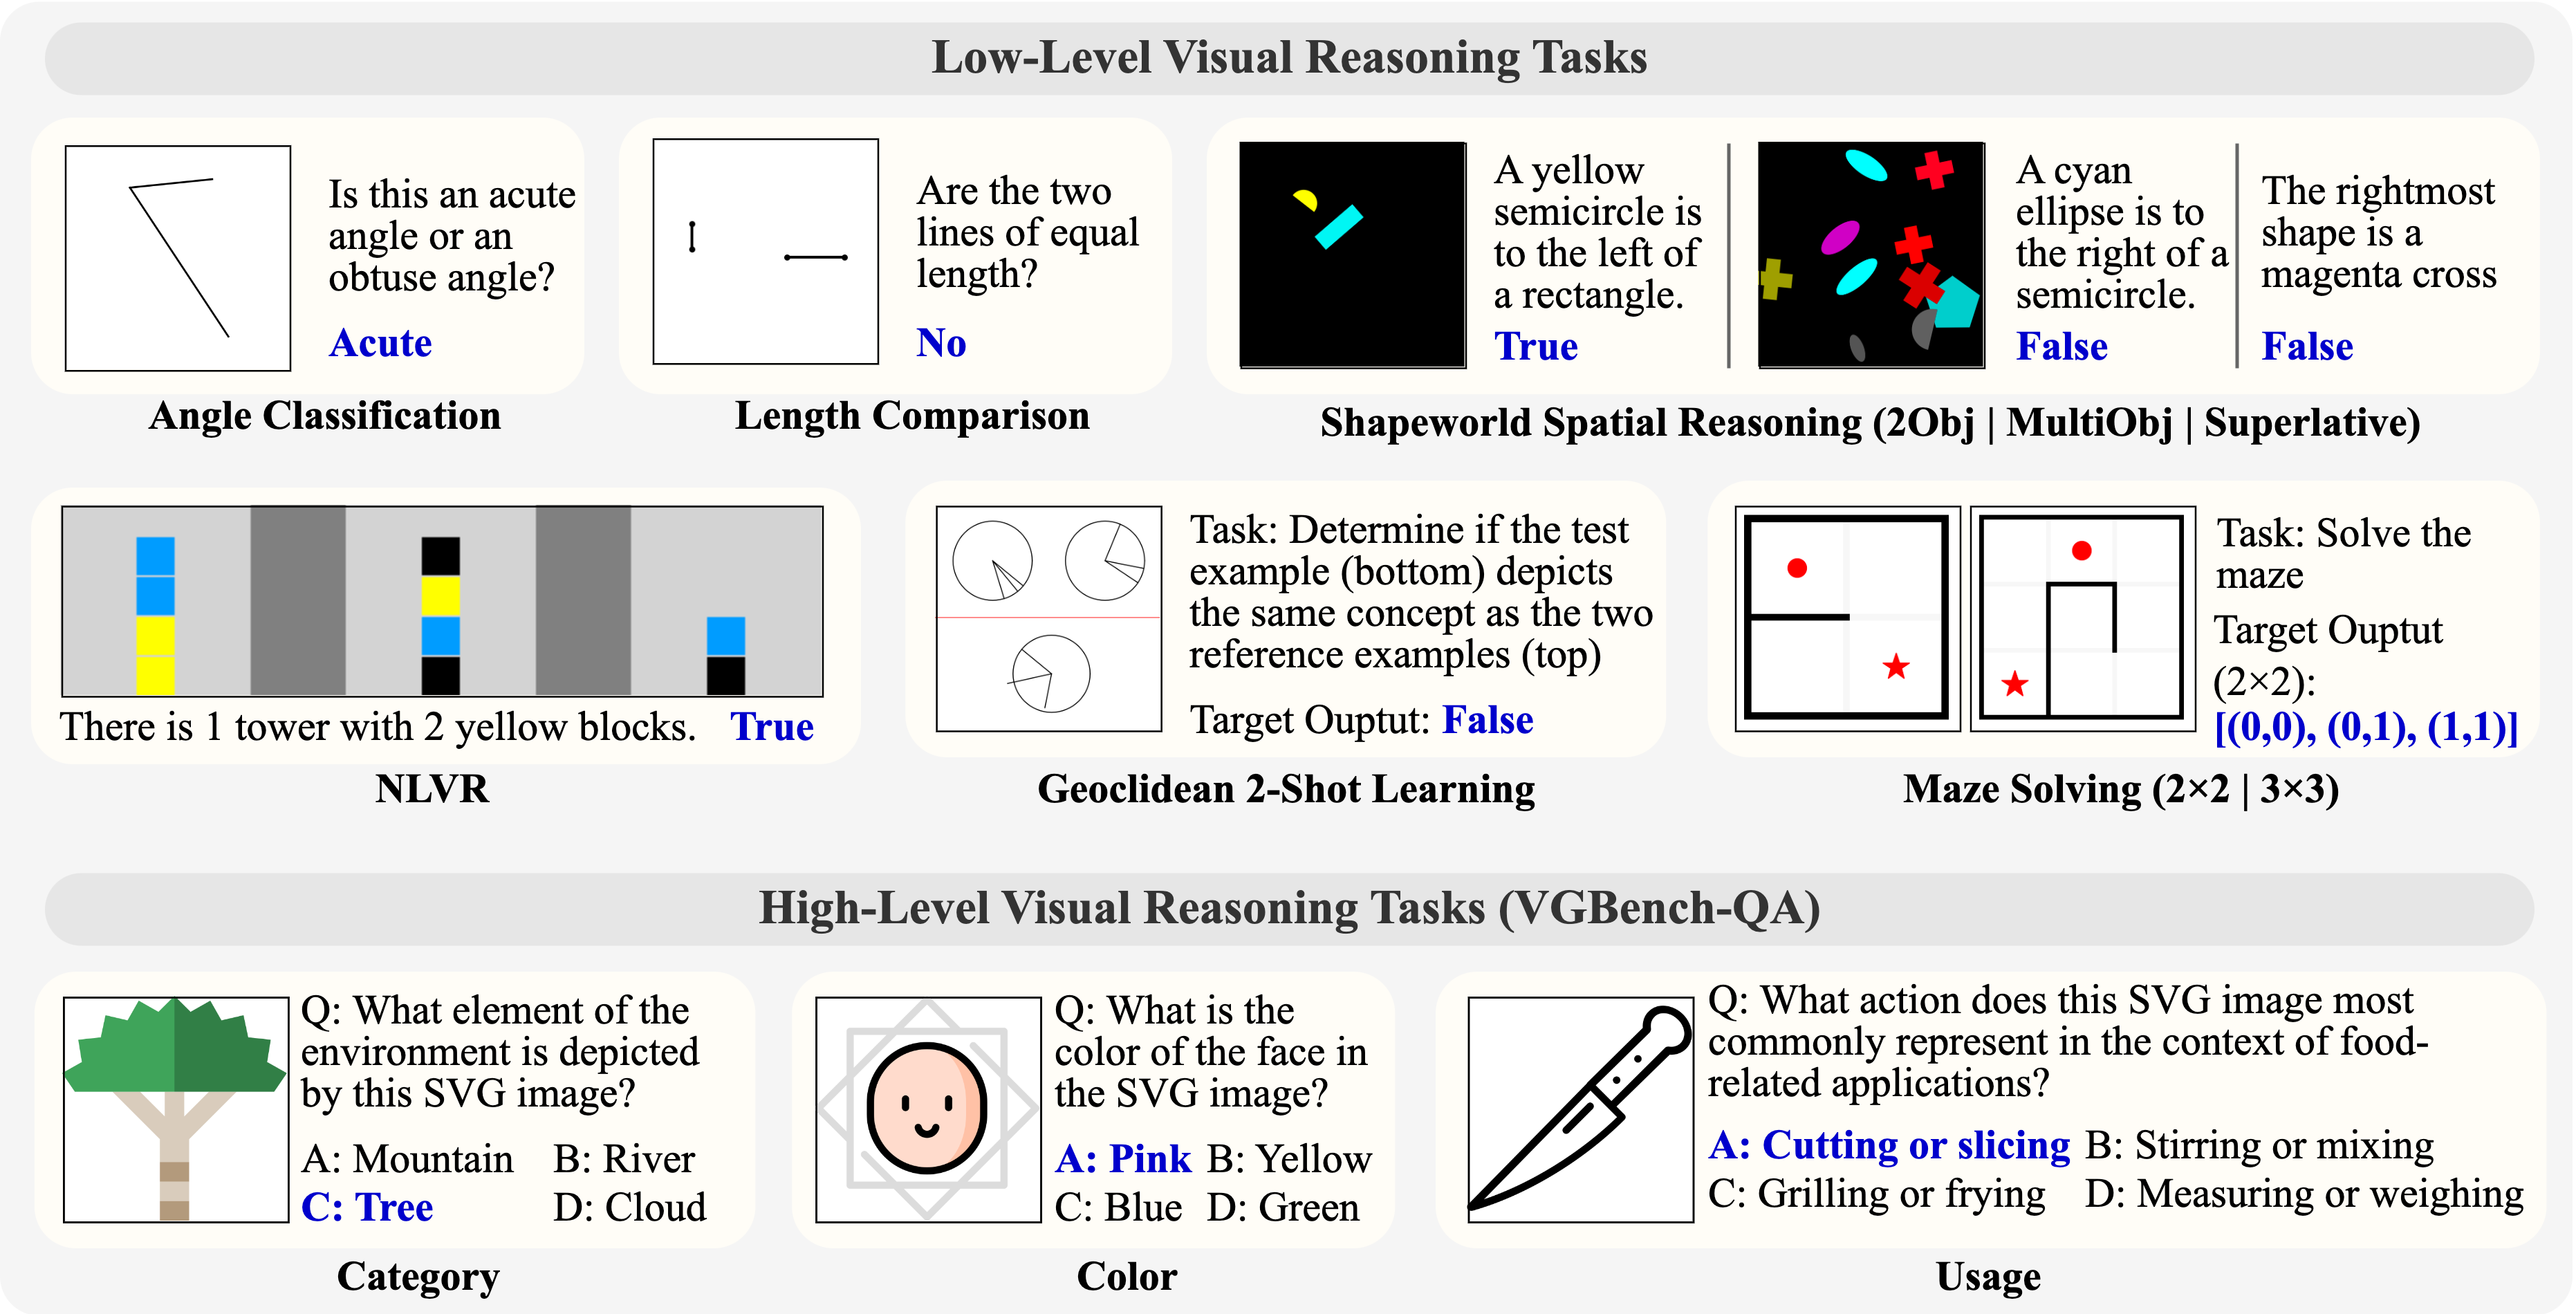 Low-Level Visual Reasoning Tasks
Is this an acute
angle or an
obtuse angle?
Acute
Angle Classification
Are the two
lines of equal
length?
No
Length Comparison
A yellow
semicircle is
to the left of
a rectangle.
True
A cyan
ellipse is to
the right of a
semicircle.
False
The rightmost
shape is a
magenta cross
False
Shapeworld Spatial Reasoning (2Obj | MultiObj | Superlative)
There is 1 tower with 2 yellow blocks. True
NLVR
Task: Determine if the test
example (bottom) depicts
the same concept as the two
reference examples (top)
Target Ouptut: False
Geoclidean 2-Shot Learning
Task: Solve the
maze
Target Ouptut
(2×2):
[(0,0), (0,1), (1,1)]
Maze Solving (2×2 | 3×3)
High-Level Visual Reasoning Tasks (VGBench-QA)
Q: What element of the
environment is depicted
by this SVG image?
A: Mountain B: River
C: Tree D: Cloud
Category
Q: What is the
color of the face in
the SVG image?
A: Pink B: Yellow
C: Blue D: Green
Color
Q: What action does this SVG image most
commonly represent in the context of food-
related applications?
A: Cutting or slicing B: Stirring or mixing
C: Grilling or frying D: Measuring or weighing
Usage